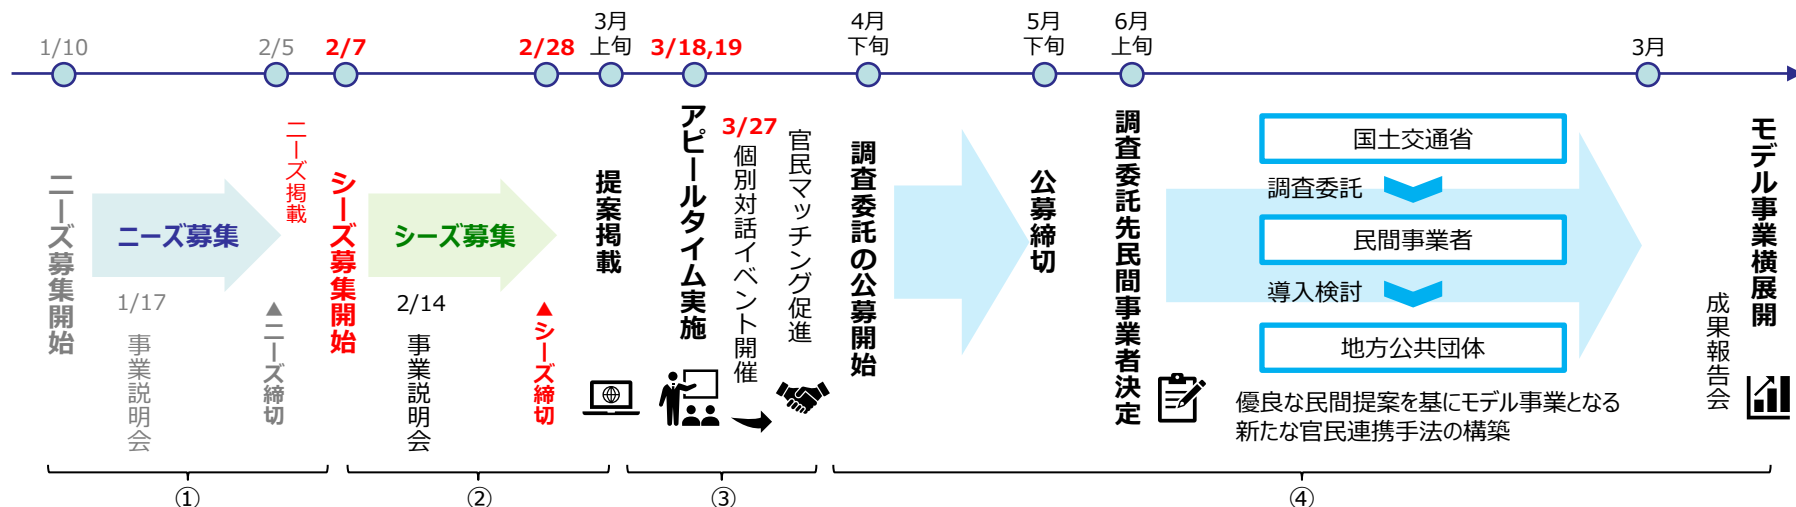 1/10
2/5
2/7
2/28
3月
上旬
3/18,19
4月
下旬
5月
下旬
6月
上旬
3月
ニーズ募集開始
ニーズ募集
1/17
事業説明会
ニーズ掲載
▲ニーズ締切
シーズ募集開始
シーズ募集
2/14
事業説明会
▲シーズ締切
提案掲載
アピールタイム実施
3/27
個別対話イベント開催
官民マッチング促進
調査委託の公募開始
公募締切
調査委託先民間事業者決定
国土交通省
調査委託
民間事業者
導入検討
地方公共団体
優良な民間提案を基にモデル事業となる
新たな官民連携手法の構築
成果報告会
モデル事業横展開
①
②
③
④